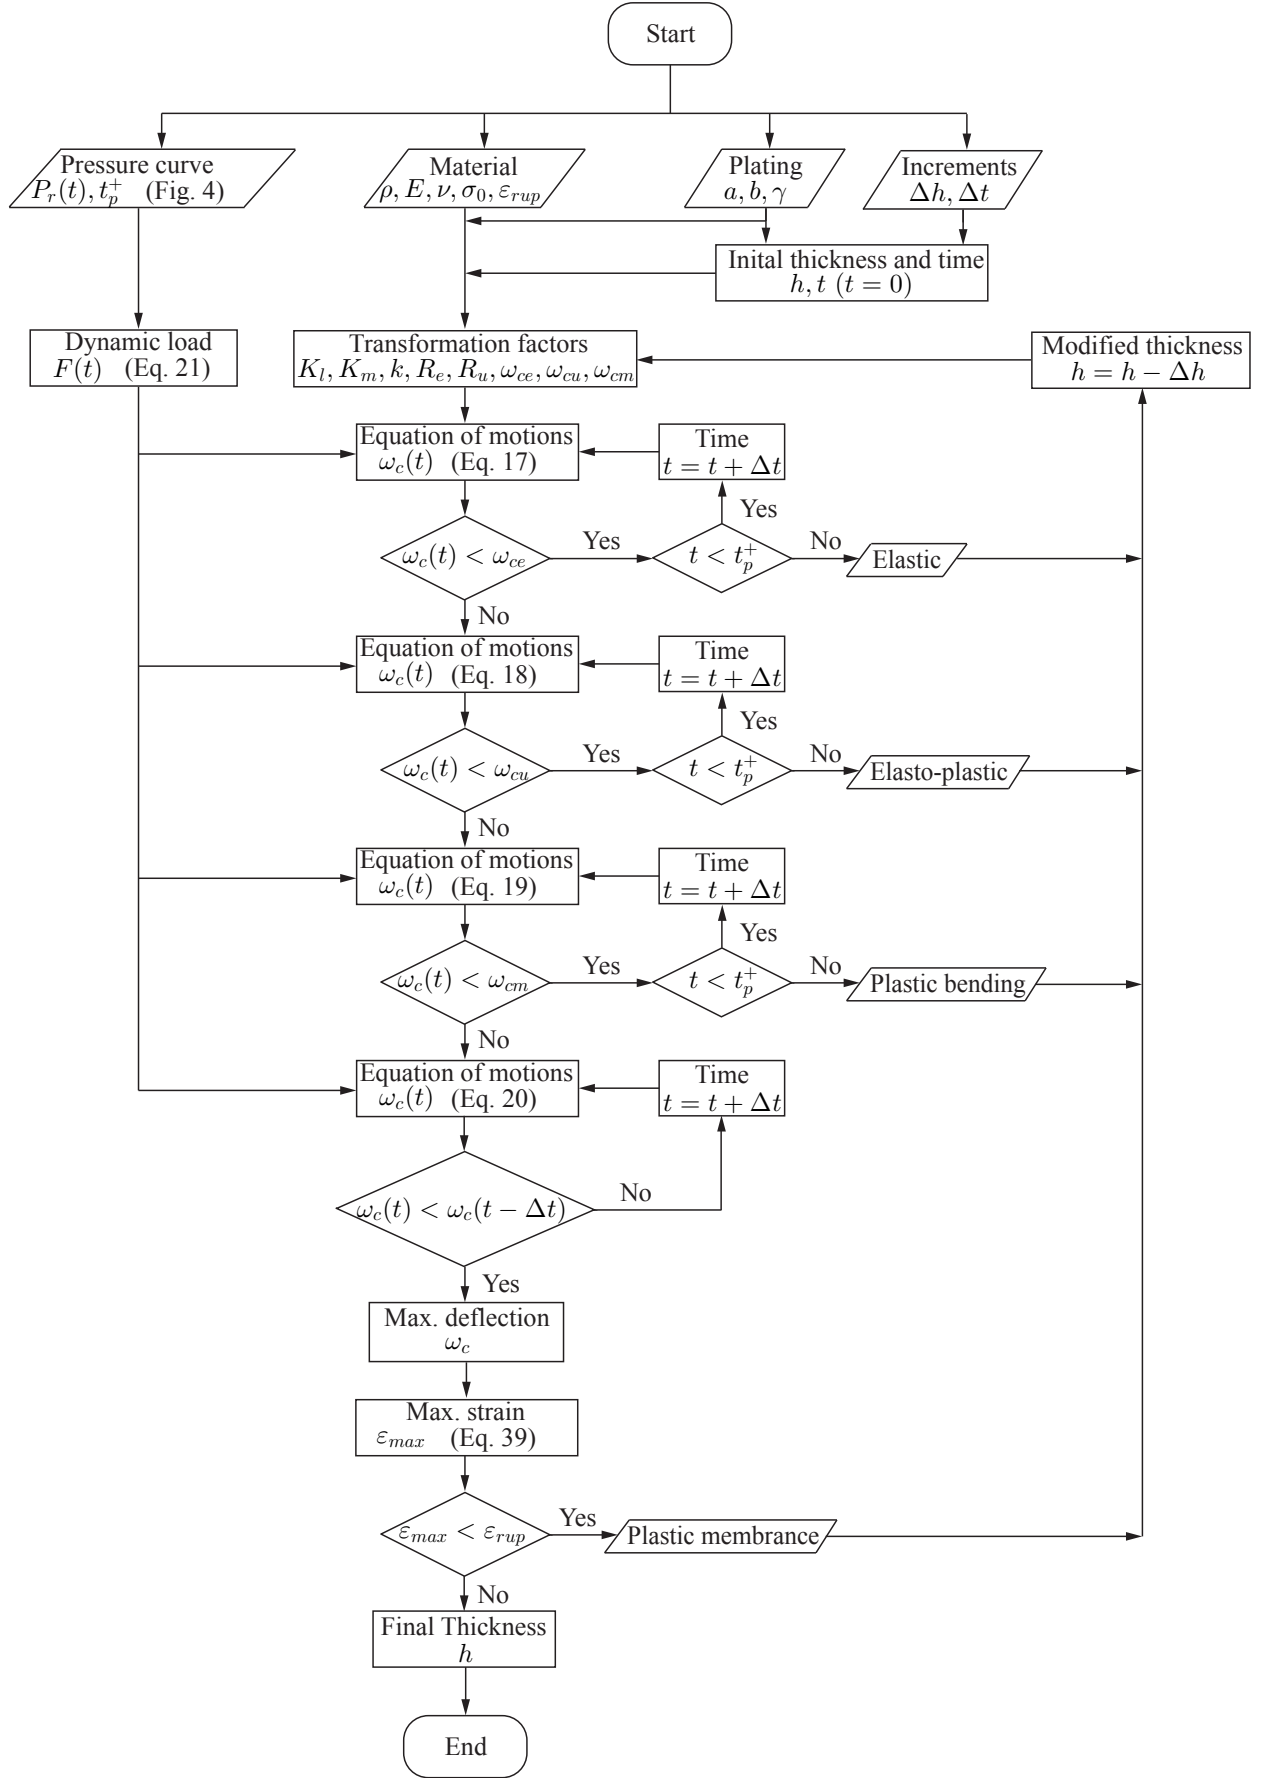 Start
Pressure curve
P_r(t), t_p^+ (Fig. 4)
Material
ρ, E, ν, σ_0, ε_rup
Plating
a, b, γ
Increments
Δh, Δt
Inital thickness and time
h, t (t = 0)
Dynamic load
F(t) (Eq. 21)
Transformation factors
K_l, K_m, k, R_e, R_u, ω_ce, ω_cu, ω_cm
Modified thickness
h = h − Δh
Equation of motions
ω_c(t) (Eq. 17)
Time
t = t + Δt
Yes
ω_c(t) < ω_ce
Yes
t < t_p^+
No
Elastic
No
Equation of motions
ω_c(t) (Eq. 18)
Time
t = t + Δt
Yes
ω_c(t) < ω_cu
Yes
t < t_p^+
No
Elasto-plastic
No
Equation of motions
ω_c(t) (Eq. 19)
Time
t = t + Δt
Yes
ω_c(t) < ω_cm
Yes
t < t_p^+
No
Plastic bending
No
Equation of motions
ω_c(t) (Eq. 20)
Time
t = t + Δt
ω_c(t) < ω_c(t − Δt)
No
Yes
Max. deflection
ω_c
Max. strain
ε_max (Eq. 39)
ε_max < ε_rup
Yes
Plastic membrance
No
Final Thickness
h
End